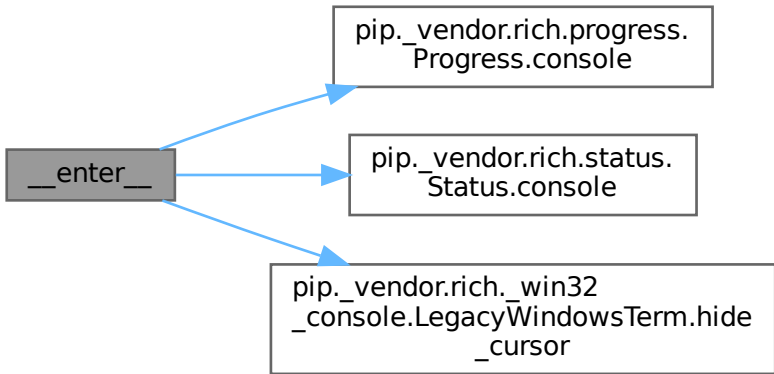 __enter__
pip._vendor.rich.progress.
Progress.console
pip._vendor.rich.status.
Status.console
pip._vendor.rich._win32
_console.LegacyWindowsTerm.hide
_cursor